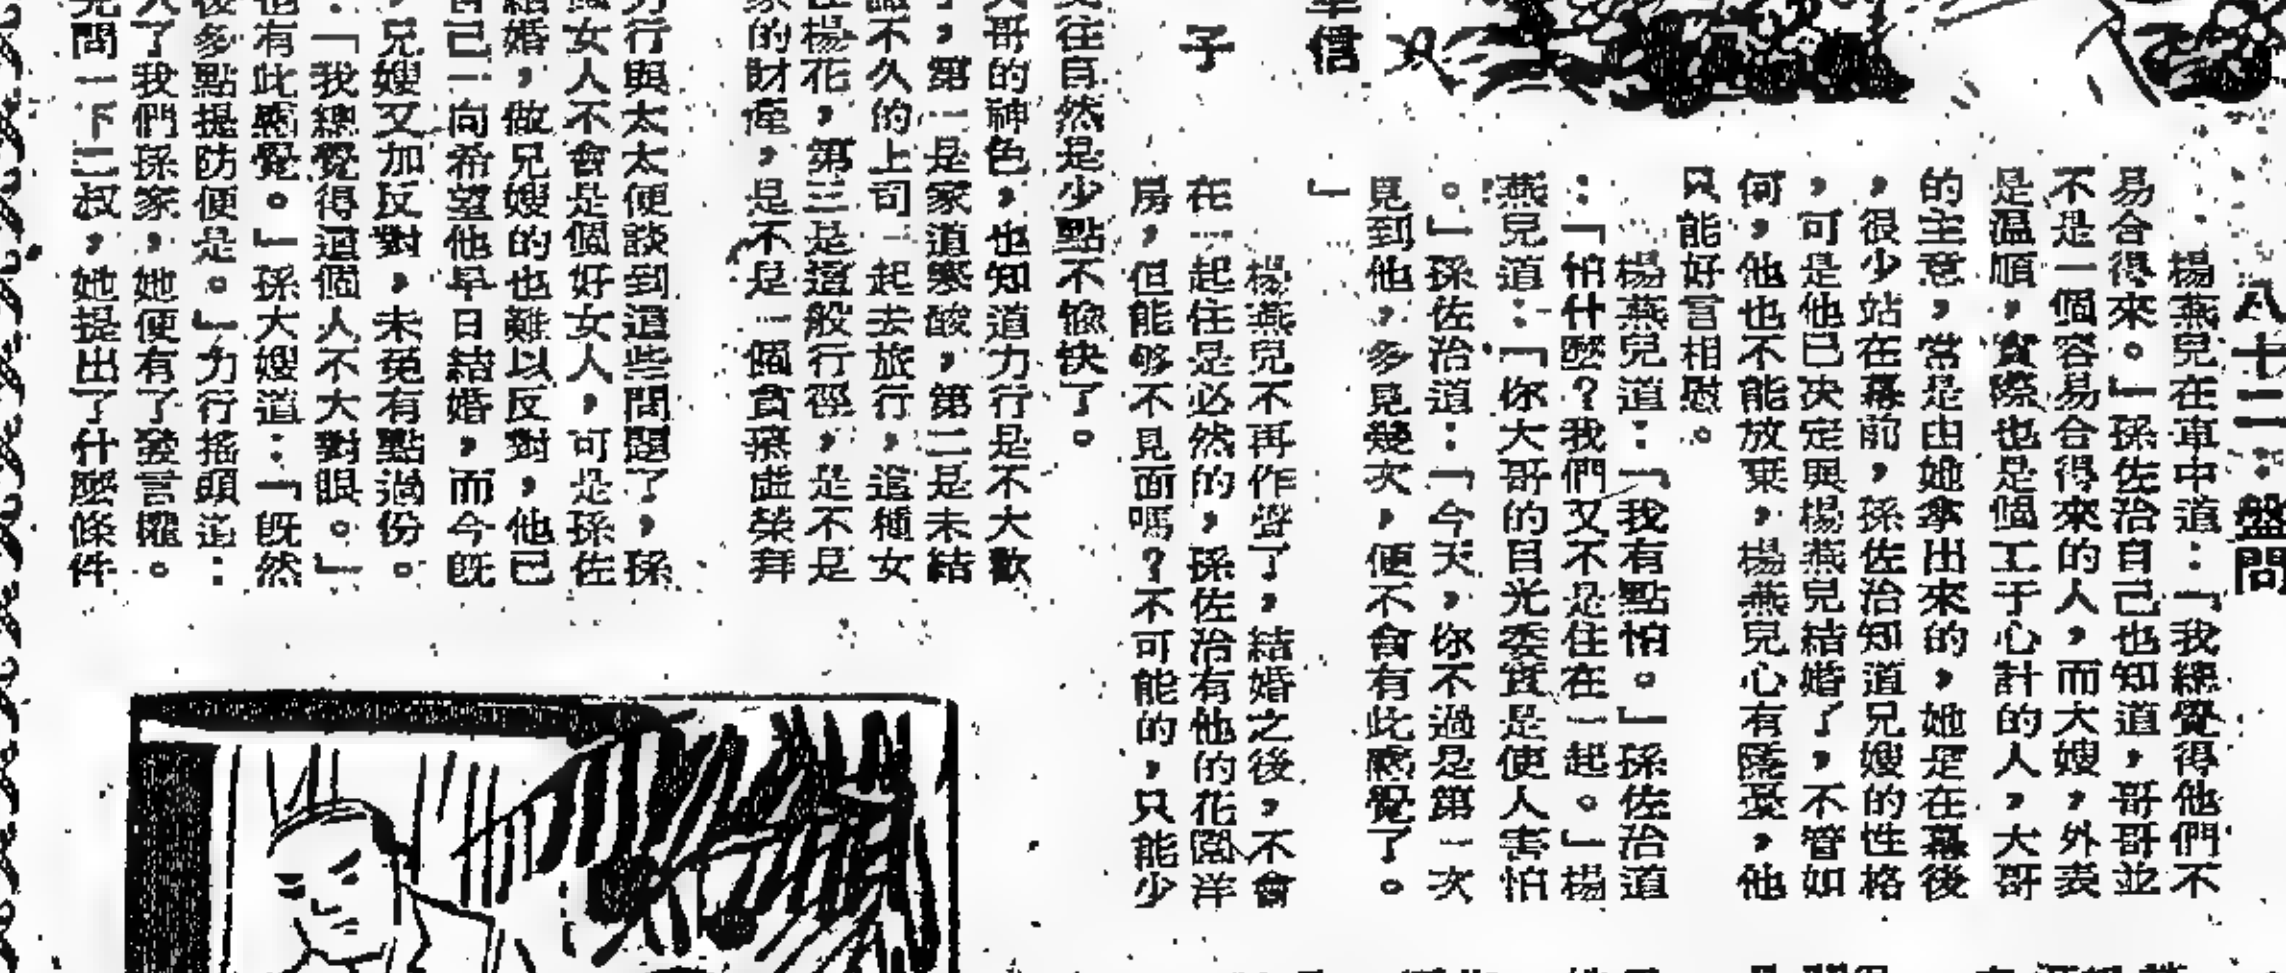 八十二：盤問
楊燕兒在車中道：「我總覺得他們不
易合得來。」孫佐治自己也知道，哥哥並
不是一個容易合得來的人，而大嫂，外表
是温順，實際也是個工于心計的人，大哥
的主意，常是由她拿出來的，她是在幕後
，很少站在幕前，孫佐治知道兄嫂的性格
，可是他已决定與楊燕兒結婚了，不管如
何，他也不能放棄，楊燕兒心有隱憂，他
只能好言相慰。
楊燕兒道：「我有點怕。」孫佐治道
：「怕什麼？我們又不是住在一起。」楊
燕兒道：「你大哥的目光委實是使人害怕
。」孫佐治道：「今天，你不過是第一次
見到他，多見幾次，便不會有此感覺了。
」
楊燕兒不再作聲了，結婚之後，不會
在一起住是必然的，孫佐治有他的花園洋
房，但能够不見面嗎？不可能的，只能少
信
子
往自然是少點不愉快了。
哥的神色，也知道力行是不大歡
，第一是家道寒酸，第二是未結
不久的上司一起去旅行，這種女
楊花，第三是這般行徑，是不是
的財產，是不是一個貪慕虛榮拜
行與太太便談到這些問題了，孫
女人不會是個好女人，可是孫佐
婚，做兄嫂的也難以反對，他已
己一向希望他早日結婚，而今既
，兄嫂又加反對，未免有點過份。
：「我總覺得這個人不大對眼。」
也有此感覺。」孫大嫂道：「既然
後多點提防便是。」力行搖頭道：
了我們孫家，她便有了發言權。
問一下二叔，她提出了什麼條件